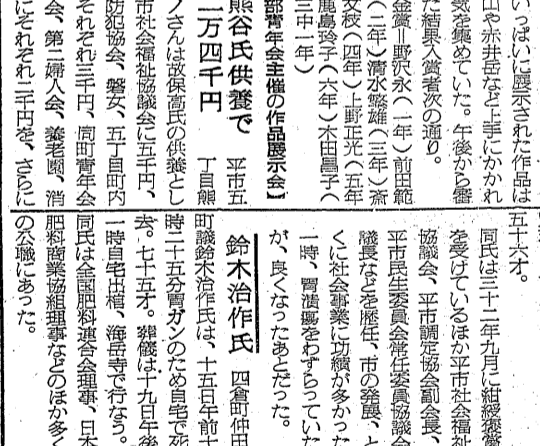 いっぱいに展示された作品は
山や赤井岳など上手にかかれ
気を集めていた。午後から審
た結果入賞者次の通り。
金賞＝野沢永（一年）前田範
（二年）清水繁雄（三年）斎
文枝（四年）上野正光（五年
鹿島玲子（六年）木田昌子（
三中一年）
部青年会主催の作品展示会】
熊谷氏供養で
一万四千円
平市五
丁目熊
ノさんは故保高氏の供養とし
市社会福祉協議会に五千円、
防犯協会、磐女、五丁目町内
それぞれ三千円、同町青年会
会、第二婦人会、養老園、消
にそれぞれ二千円を、さらに
五十六才。
同氏は三十二年九月に紺綬褒章
を受けているほか平市社会福祉
協議会、平市調定協会副会長、
平市民生委員会常任委員協議会
議長などを歴任、市の発展、と
くに社会事業に功績が多かった
一時、胃潰瘍をわずらっていた
が、良くなったあとだった。
鈴木治作氏 四倉町仲田
町議鈴木治作氏は、十五日午前十
時二十五分胃ガンのため自宅で死
去。七十五才。葬儀は十九日午後
一時自宅出棺、海岳寺で行なう。
同氏は全国肥料連合会理事、日本
肥料商業協組理事などのほか多く
の公職にあった。